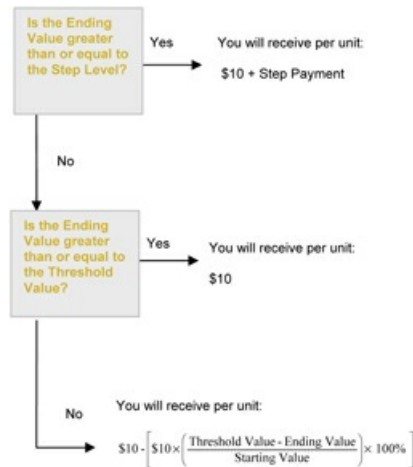 Is the Ending
Value greater
than or equal to
the Step Level?
Yes
You will receive per unit:
$10 + Step Payment
No
Is the Ending
Value greater
than or equal to
the Threshold
Value?
Yes
You will receive per unit:
$10
No
You will receive per unit:
$10 - [$10 × (Threshold Value - Ending Value / Starting Value) × 100%]